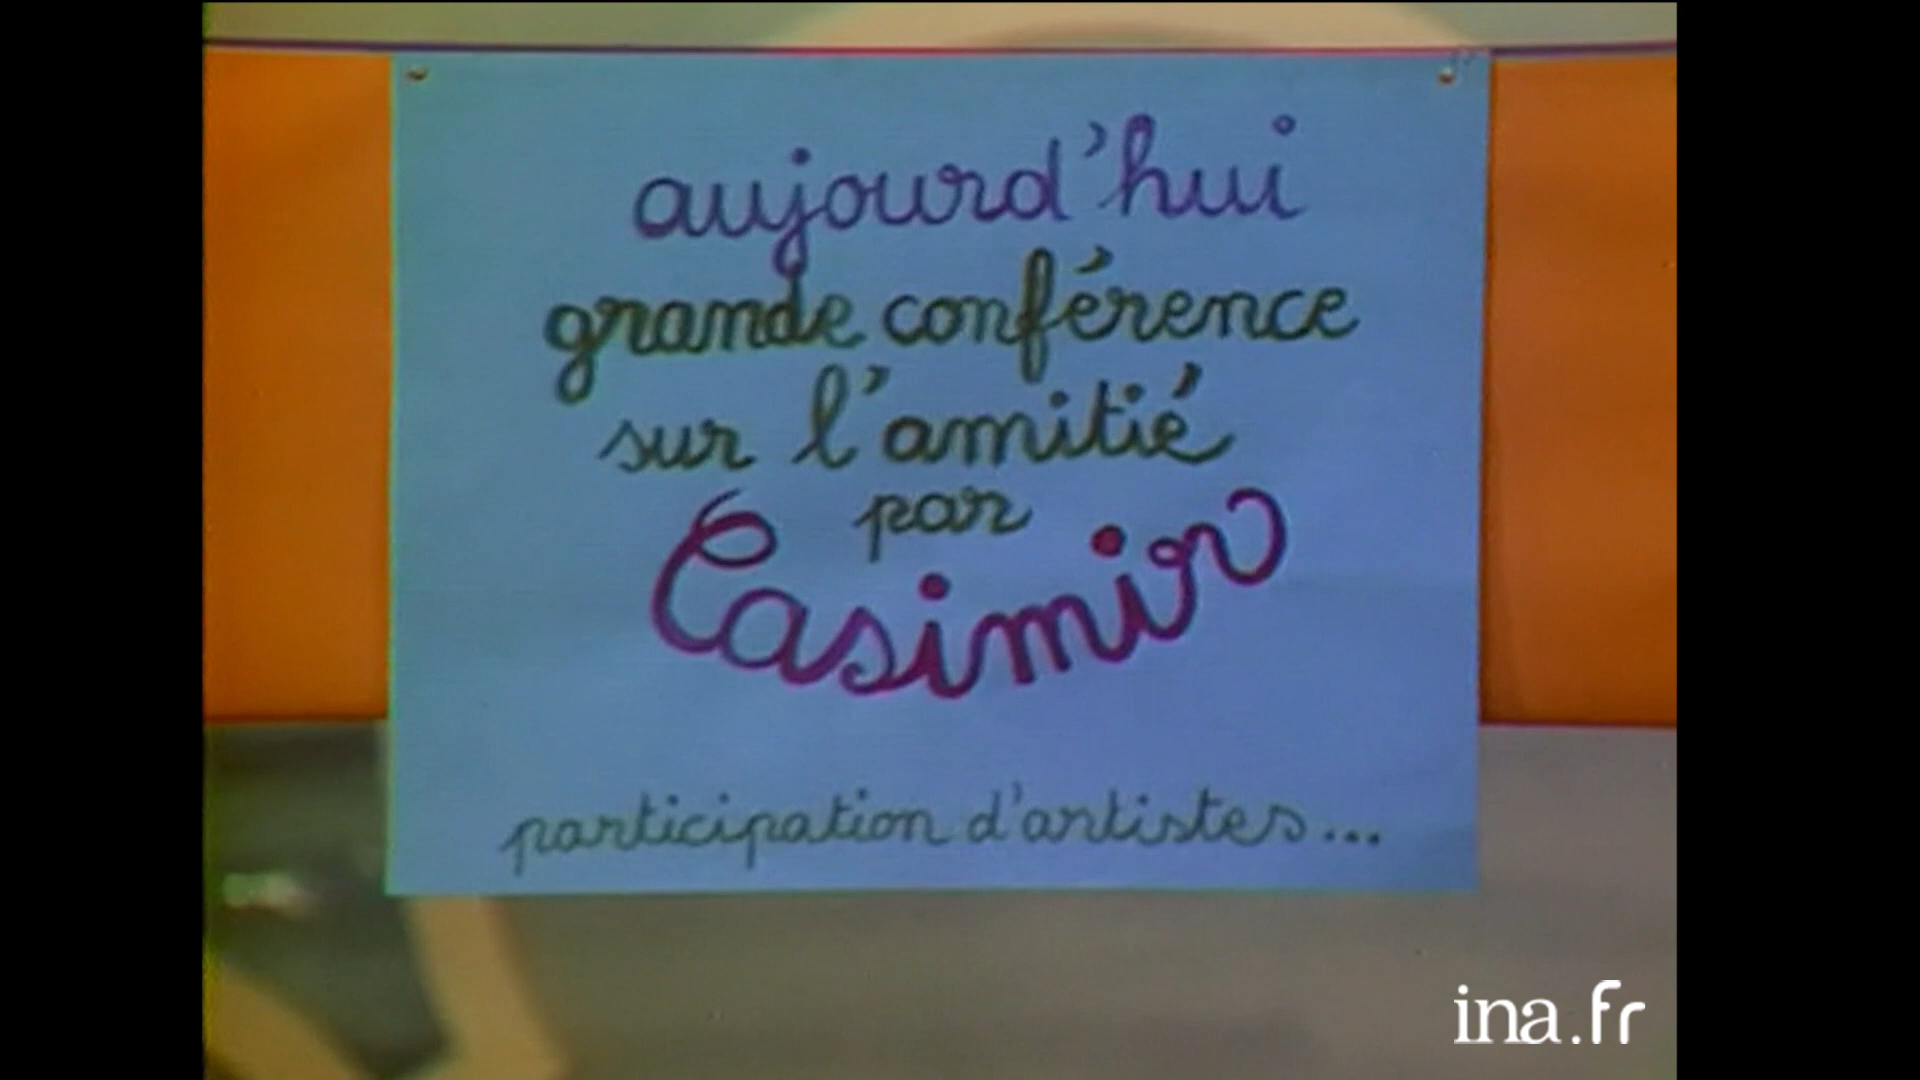 aujourd'hui
grande conférence
sur l'amitié
par
Casimir
participation d'artistes...
ina.fr